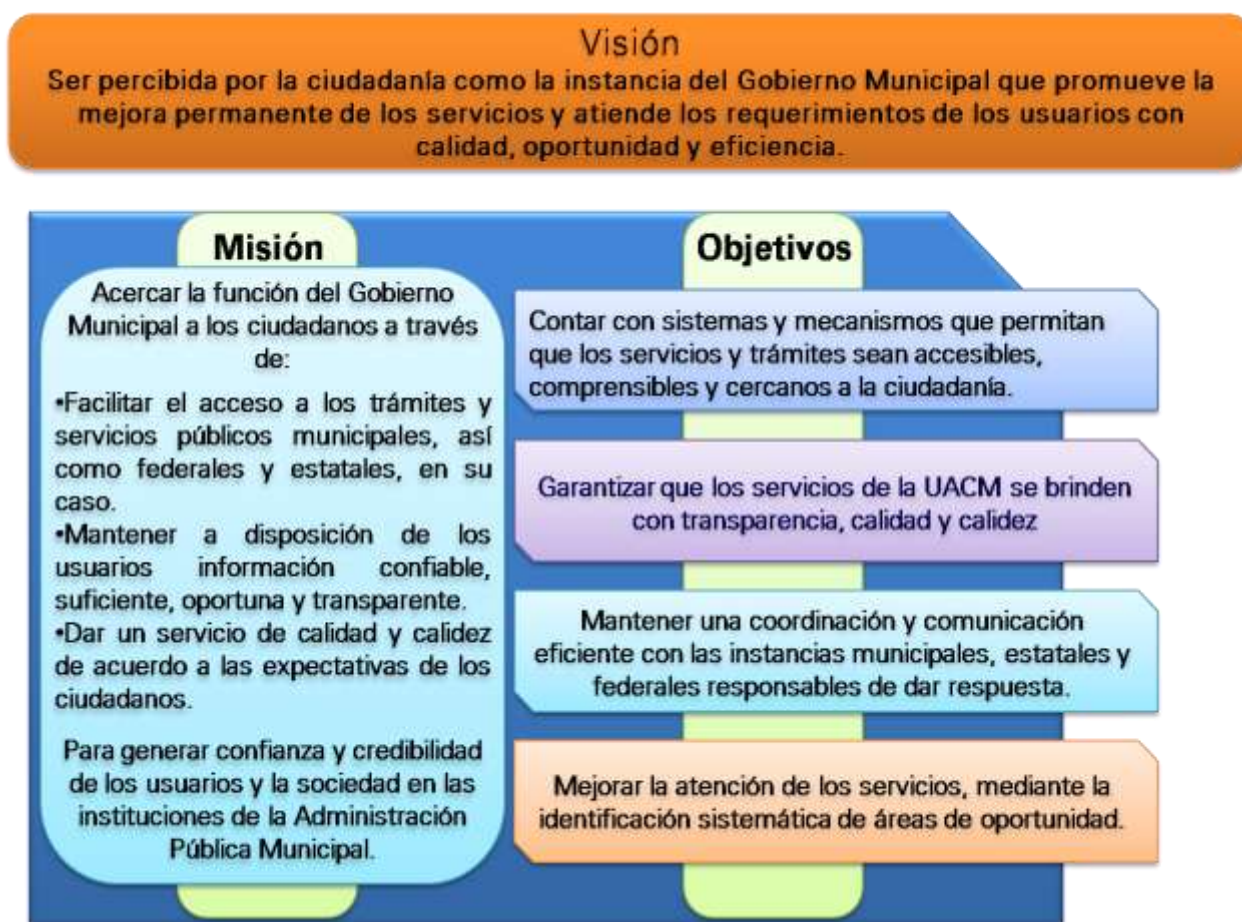 Visión
Ser percibida por la ciudadanía como la instancia del Gobierno Municipal que promueve la
mejora permanente de los servicios y atiende los requerimientos de los usuarios con
calidad, oportunidad y eficiencia.
Misión
Acercar la función del Gobierno
Municipal a los ciudadanos a través
de:
•Facilitar el acceso a los trámites y
servicios públicos municipales, así
como federales y estatales, en su
caso.
•Mantener a disposición de los
usuarios información confiable,
suficiente, oportuna y transparente.
•Dar un servicio de calidad y calidez
de acuerdo a las expectativas de los
ciudadanos.
Para generar confianza y credibilidad
de los usuarios y la sociedad en las
instituciones de la Administración
Pública Municipal.
Objetivos
Contar con sistemas y mecanismos que permitan
que los servicios y trámites sean accesibles,
comprensibles y cercanos a la ciudadanía.
Garantizar que los servicios de la UACM se brinden
con transparencia, calidad y calidez
Mantener una coordinación y comunicación
eficiente con las instancias municipales, estatales y
federales responsables de dar respuesta.
Mejorar la atención de los servicios, mediante la
identificación sistemática de áreas de oportunidad.